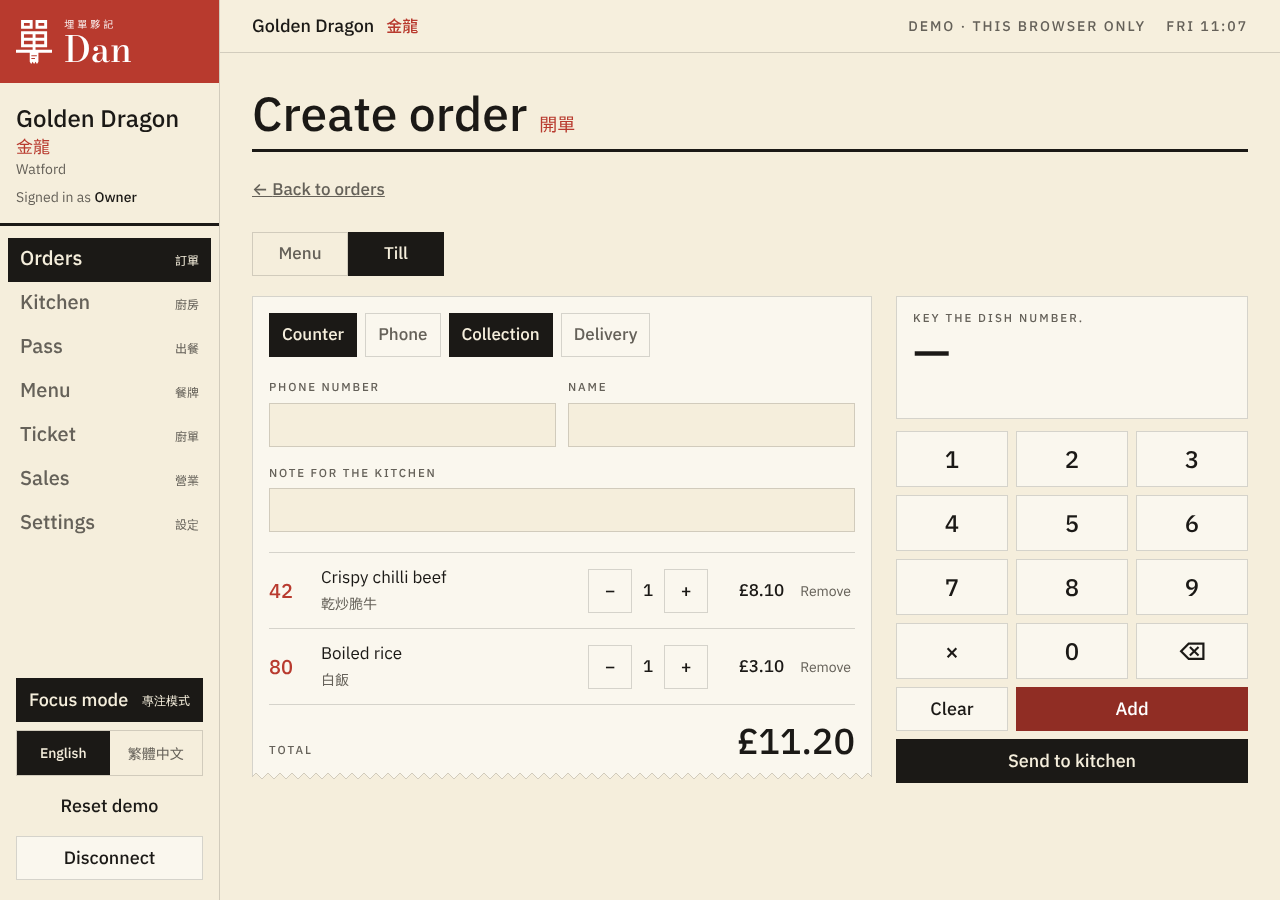 單 埋單夥記
Dan
Golden Dragon
金龍
Watford
Signed in as Owner
Orders 訂單
Kitchen 廚房
Pass 出餐
Menu 餐牌
Ticket 廚單
Sales 營業
Settings 設定
Focus mode 專注模式
English 繁體中文
Reset demo
Disconnect
Golden Dragon 金龍
DEMO · THIS BROWSER ONLY FRI 11:07
Create order 開單
← Back to orders
Menu Till
Counter Phone Collection Delivery
PHONE NUMBER NAME
NOTE FOR THE KITCHEN
42 Crispy chilli beef − 1 + £8.10 Remove
乾炒脆牛
80 Boiled rice − 1 + £3.10 Remove
白飯
TOTAL £11.20
KEY THE DISH NUMBER.
—
1 2 3
4 5 6
7 8 9
× 0 ⌫
Clear Add
Send to kitchen